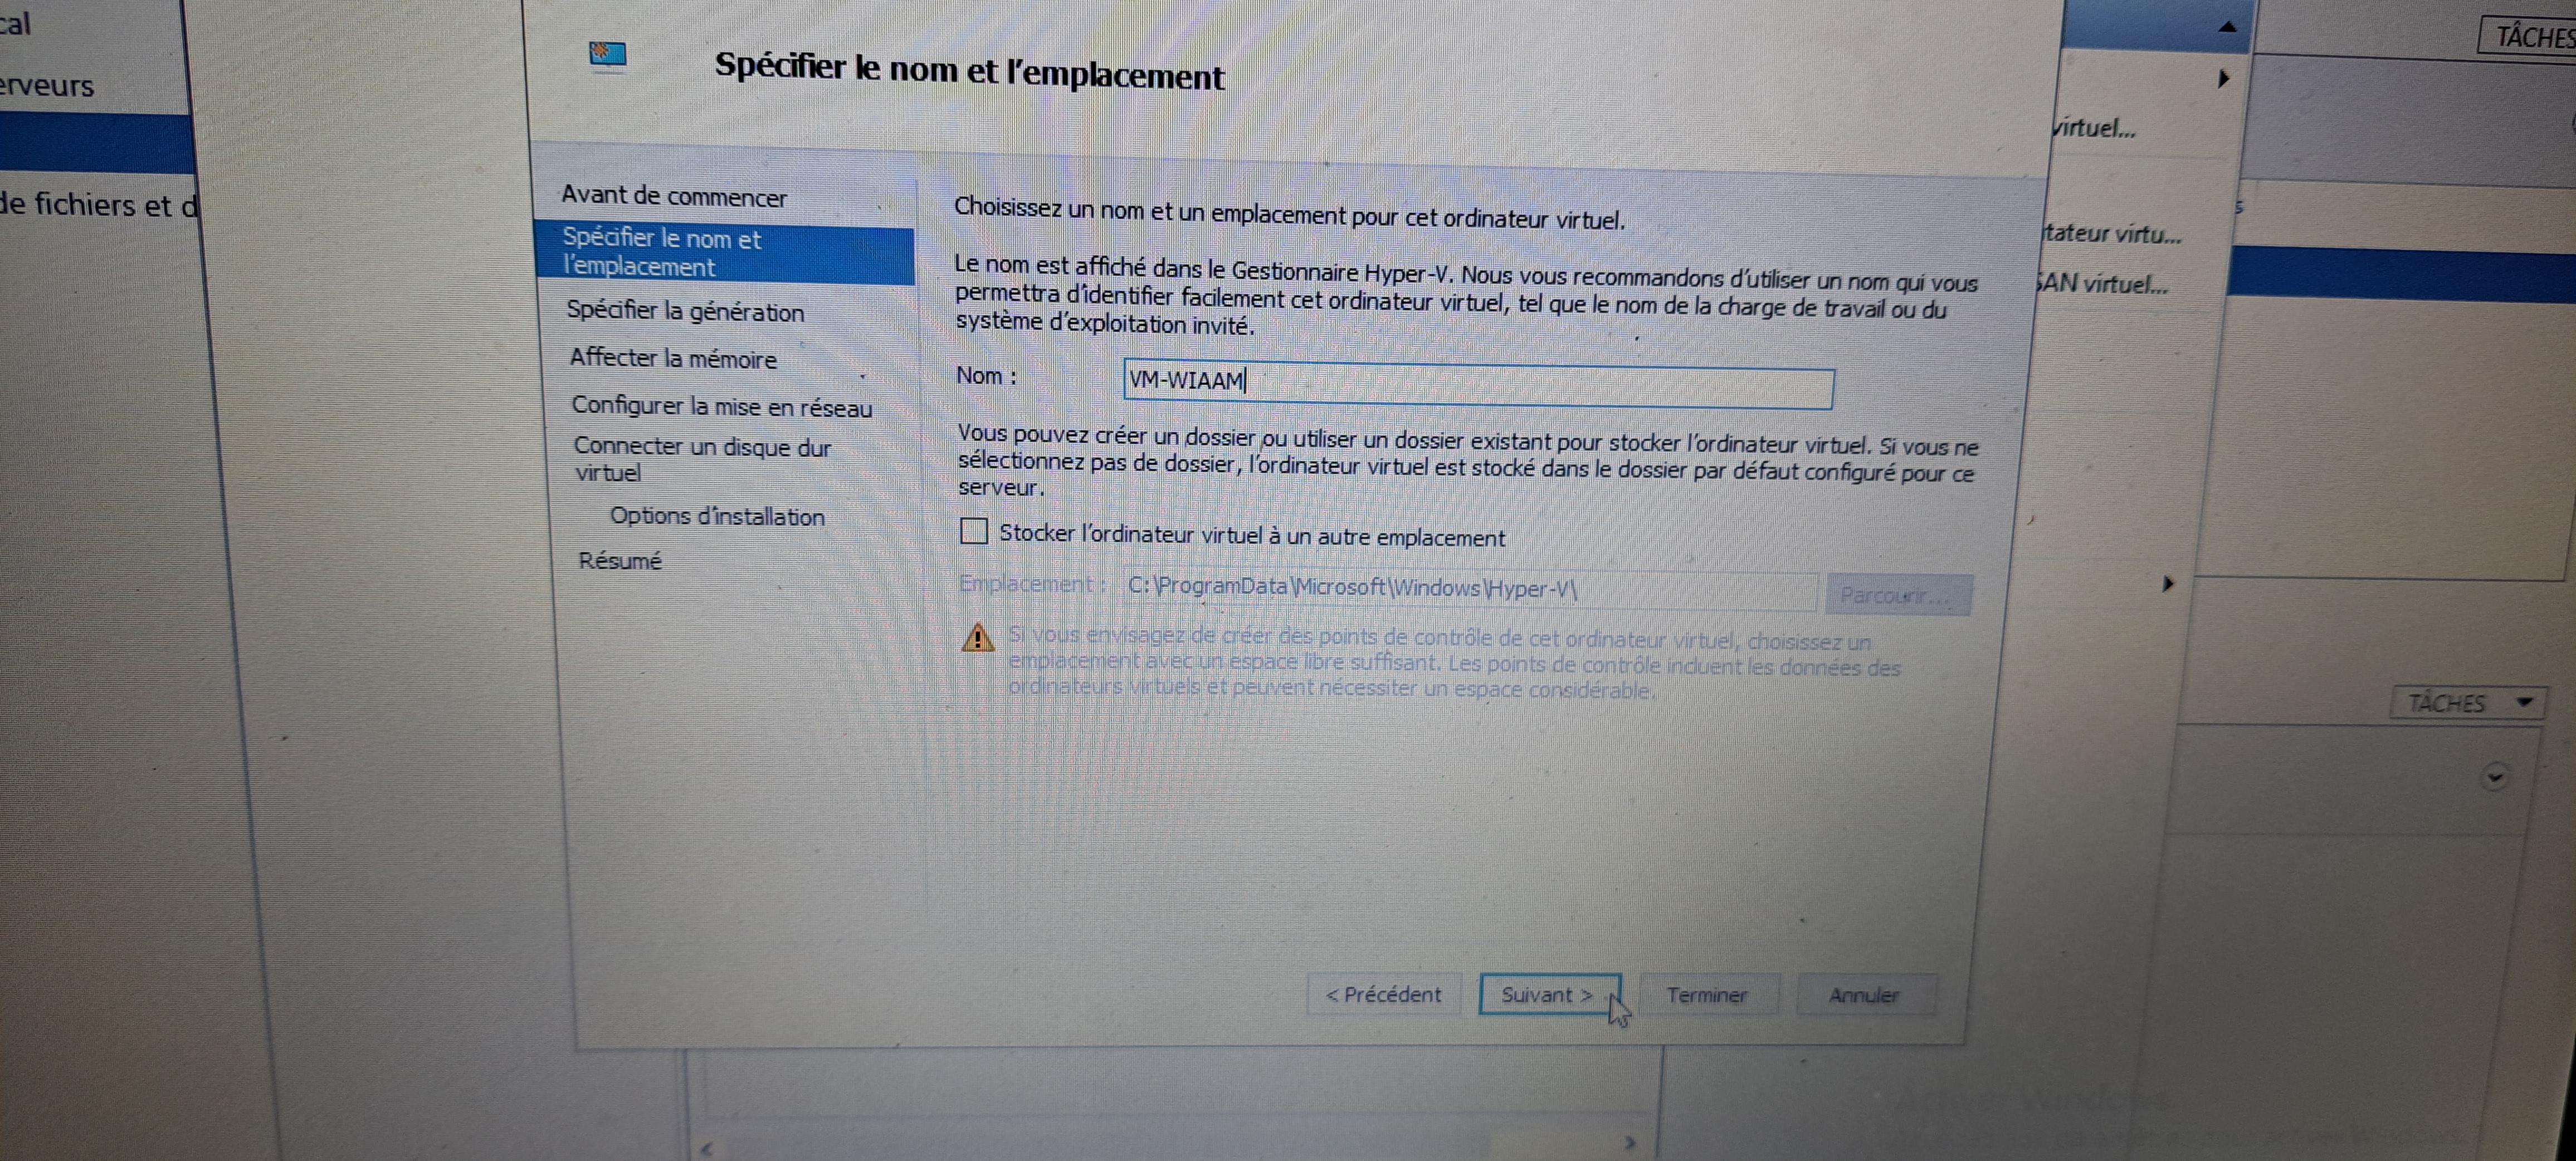 cal
erveurs
de fichiers et d
Spécifier le nom et l'emplacement
Avant de commencer
Spécifier le nom et
l'emplacement
Spécifier la génération
Affecter la mémoire
Configurer la mise en réseau
Connecter un disque dur
virtuel
Options d'installation
Résumé
Choisissez un nom et un emplacement pour cet ordinateur virtuel.
Le nom est affiché dans le Gestionnaire Hyper-V. Nous vous recommandons d'utiliser un nom qui vous
permettra d'identifier facilement cet ordinateur virtuel, tel que le nom de la charge de travail ou du
système d'exploitation invité.
Nom : VM-WIAAM
Vous pouvez créer un dossier ou utiliser un dossier existant pour stocker l'ordinateur virtuel. Si vous ne
sélectionnez pas de dossier, l'ordinateur virtuel est stocké dans le dossier par défaut configuré pour ce
serveur.
Stocker l'ordinateur virtuel à un autre emplacement
Emplacement : C:\ProgramData\Microsoft\Windows\Hyper-V\ Parcourir...
Si vous envisagez de créer des points de contrôle de cet ordinateur virtuel, choisissez un
emplacement avec un espace libre suffisant. Les points de contrôle incluent les données des
ordinateurs virtuels et peuvent nécessiter un espace considérable.
< Précédent Suivant > Terminer Annuler
virtuel...
tateur virtu...
SAN virtuel...
TÂCHES
s
TÂCHES